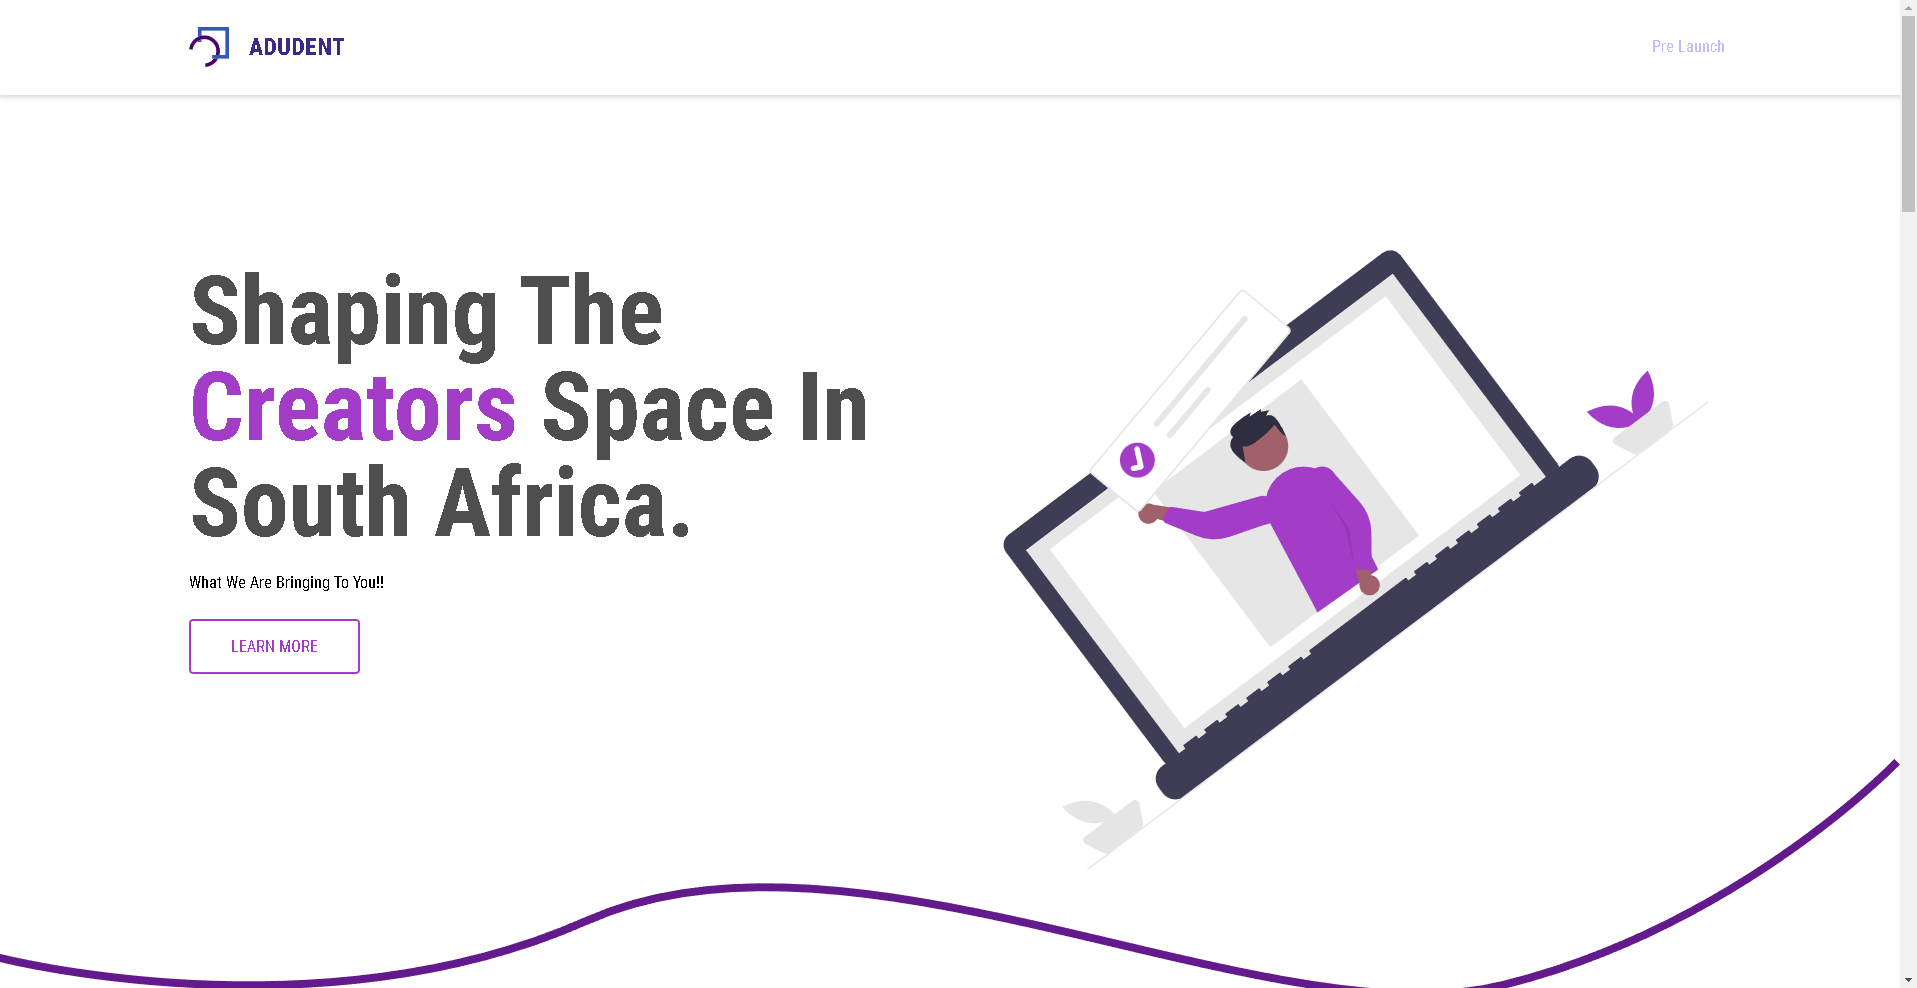 ADUDENT
Pre Launch
Shaping The
Creators Space In
South Africa.
What We Are Bringing To You!!
LEARN MORE